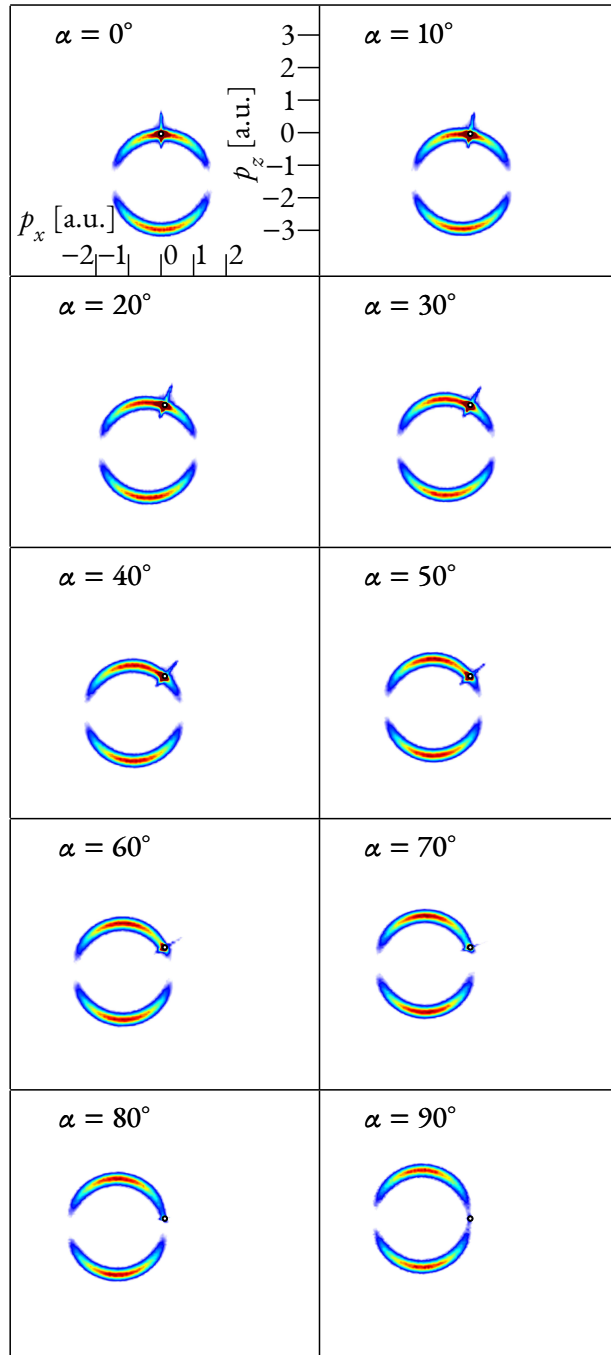 α = 0°
α = 10°
3
2
1
0
−1
−2
−3
p_z [a.u.]
p_x [a.u.]
−2 −1 0 1 2
α = 20°
α = 30°
α = 40°
α = 50°
α = 60°
α = 70°
α = 80°
α = 90°